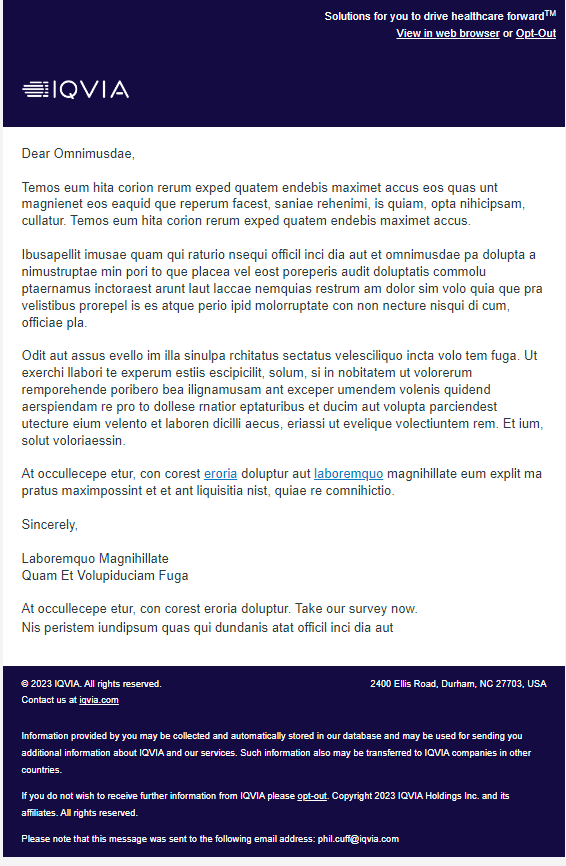 Solutions for you to drive healthcare forward™
View in web browser or Opt-Out
IQVIA
Dear Omnimusdae,
Temos eum hita corion rerum exped quatem endebis maximet accus eos quas unt
magnienet eos eaquid que reperum facest, saniae rehenimi, is quiam, opta nihicipsam,
cullatur. Temos eum hita corion rerum exped quatem endebis maximet accus.
Ibusapellit imusae quam qui raturio nsequi officil inci dia aut et omnimusdae pa dolupta a
nimustruptae min pori to que placea vel eost poreperis audit doluptatis commolu
ptaernamus inctoraest arunt laut laccae nemquias restrum am dolor sim volo quia que pra
velistibus prorepel is es atque perio ipid molorruptate con non necture nisqui di cum,
officiae pla.
Odit aut assus evello im illa sinulpa rchitatus sectatus velesciliquo incta volo tem fuga. Ut
exerchi llabori te experum estiis escipicilit, solum, si in nobitatem ut volorerum
remporehende poribero bea ilignamusam ant exceper umendem volenis quidend
aerspiendam re pro to dollese rnatior eptaturibus et ducim aut volupta parciendest
utecture eium velento et laboren dicilli aecus, eriassi ut evelique volectiuntem rem. Et ium,
solut voloriaessin.
At occullecepe etur, con corest eroria doluptur aut laboremquo magnihillate eum explit ma
pratus maximpossint et et ant liquisitia nist, quiae re comnihictio.
Sincerely,
Laboremquo Magnihillate
Quam Et Volupiduciam Fuga
At occullecepe etur, con corest eroria doluptur. Take our survey now.
Nis peristem iundipsum quas qui dundanis atat officil inci dia aut
© 2023 IQVIA. All rights reserved. 2400 Ellis Road, Durham, NC 27703, USA
Contact us at iqvia.com
Information provided by you may be collected and automatically stored in our database and may be used for sending you
additional information about IQVIA and our services. Such information also may be transferred to IQVIA companies in other
countries.
If you do not wish to receive further information from IQVIA please opt-out. Copyright 2023 IQVIA Holdings Inc. and its
affiliates. All rights reserved.
Please note that this message was sent to the following email address: phil.cuff@iqvia.com